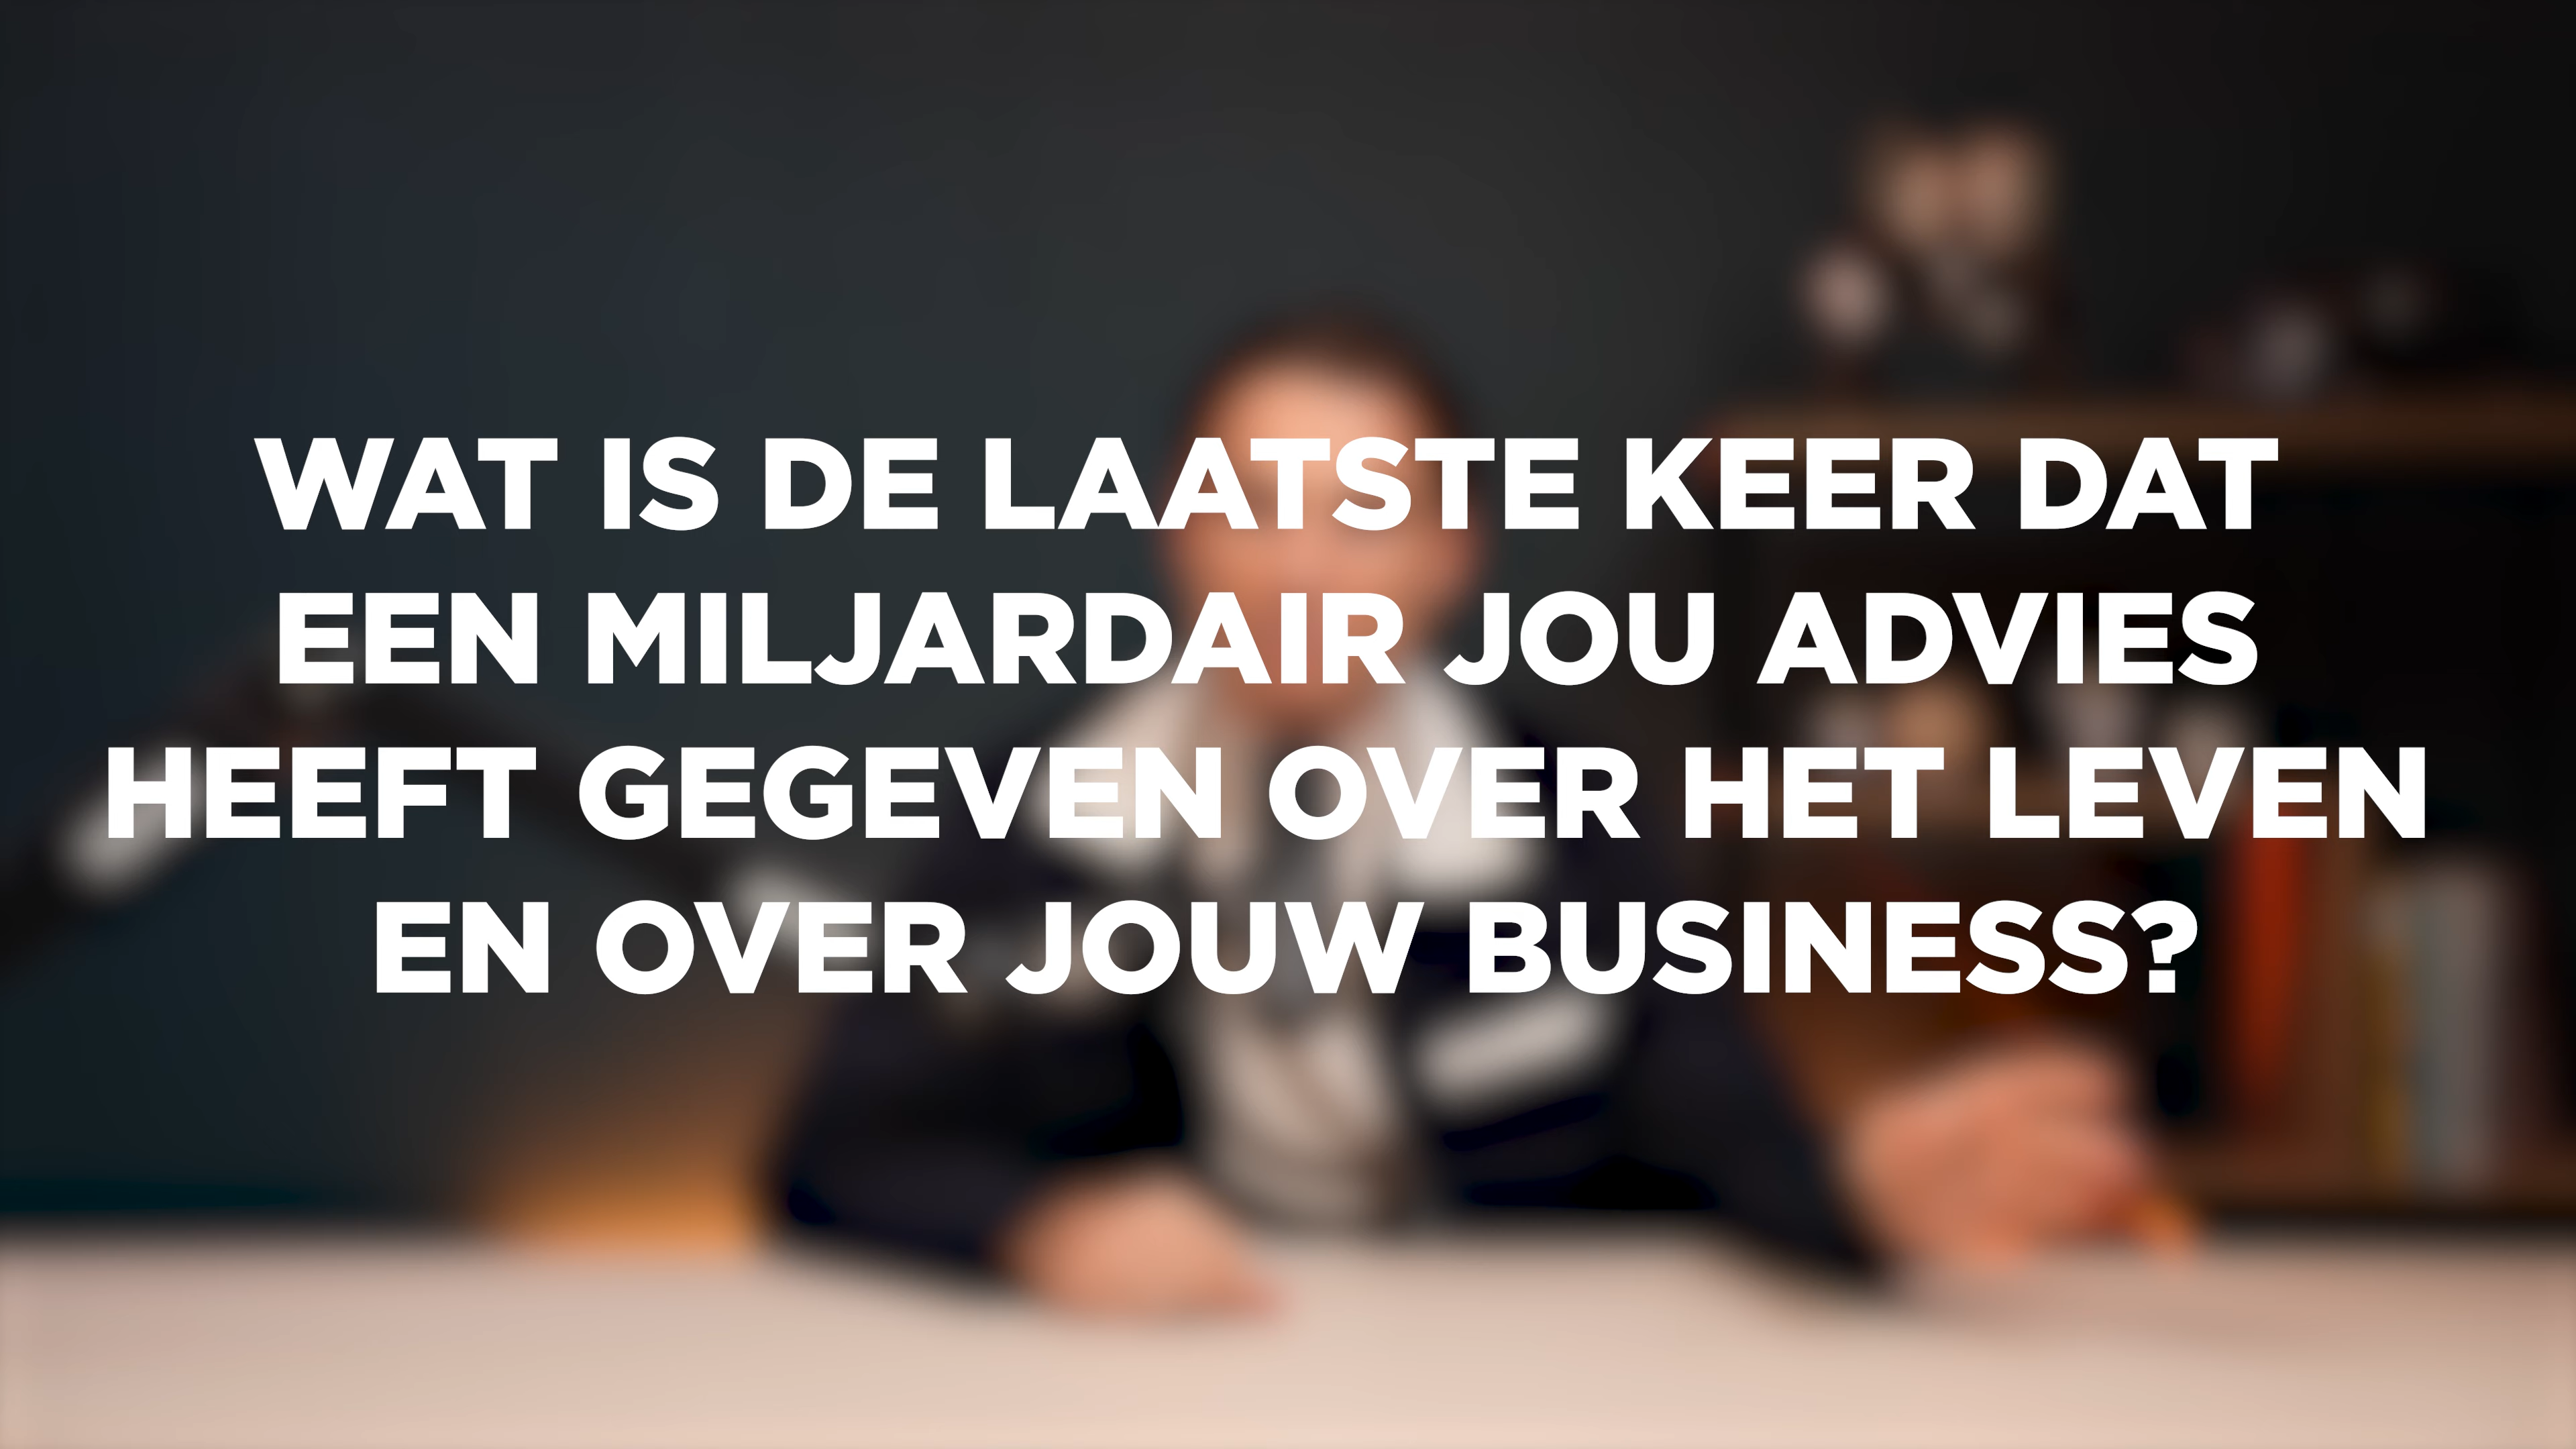 WAT IS DE LAATSTE KEER DAT
EEN MILJARDAIR JOU ADVIES
HEEFT GEGEVEN OVER HET LEVEN
EN OVER JOUW BUSINESS?